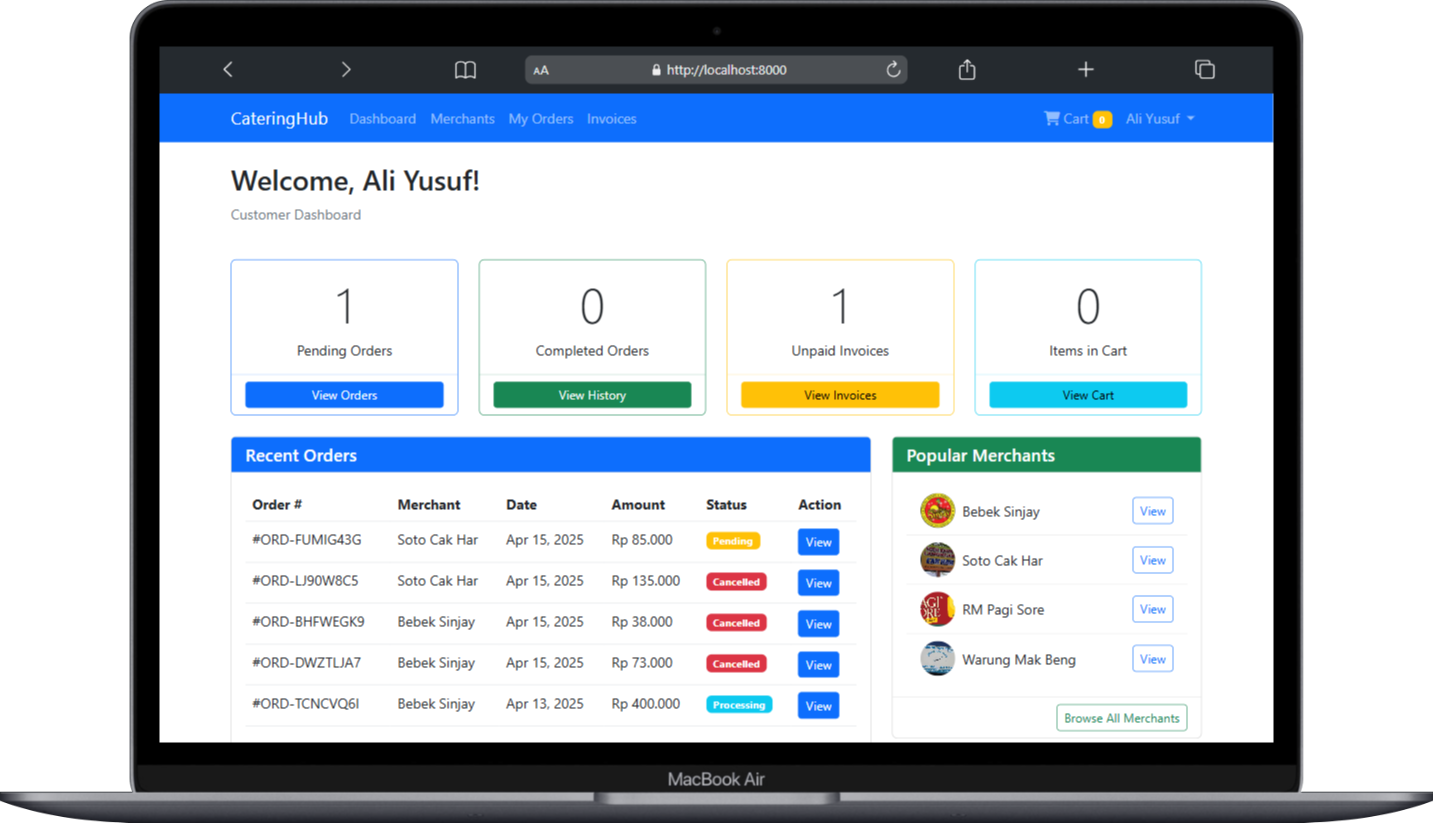 AA http://localhost:8000
CateringHub Dashboard Merchants My Orders Invoices Cart 0 Ali Yusuf
Welcome, Ali Yusuf!
Customer Dashboard
1 0 1 0
Pending Orders Completed Orders Unpaid Invoices Items in Cart
View Orders View History View Invoices View Cart
Recent Orders
Order # Merchant Date Amount Status Action
#ORD-FUMIG43G Soto Cak Har Apr 15, 2025 Rp 85.000 Pending View
#ORD-LJ90W8C5 Soto Cak Har Apr 15, 2025 Rp 135.000 Cancelled View
#ORD-BHFWEGK9 Bebek Sinjay Apr 15, 2025 Rp 38.000 Cancelled View
#ORD-DWZTLJA7 Bebek Sinjay Apr 15, 2025 Rp 73.000 Cancelled View
#ORD-TCNCVQ6I Bebek Sinjay Apr 13, 2025 Rp 400.000 Processing View
Popular Merchants
Bebek Sinjay View
Soto Cak Har View
RM Pagi Sore View
Warung Mak Beng View
Browse All Merchants
MacBook Air